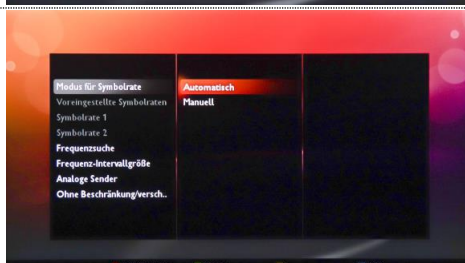 Modus für Symbolrate
Automatisch
Voreingestellte Symbolraten
Manuell
Symbolrate 1
Symbolrate 2
Frequenzsuche
Frequenz-Intervallgröße
Analoge Sender
Ohne Beschränkung/versch..